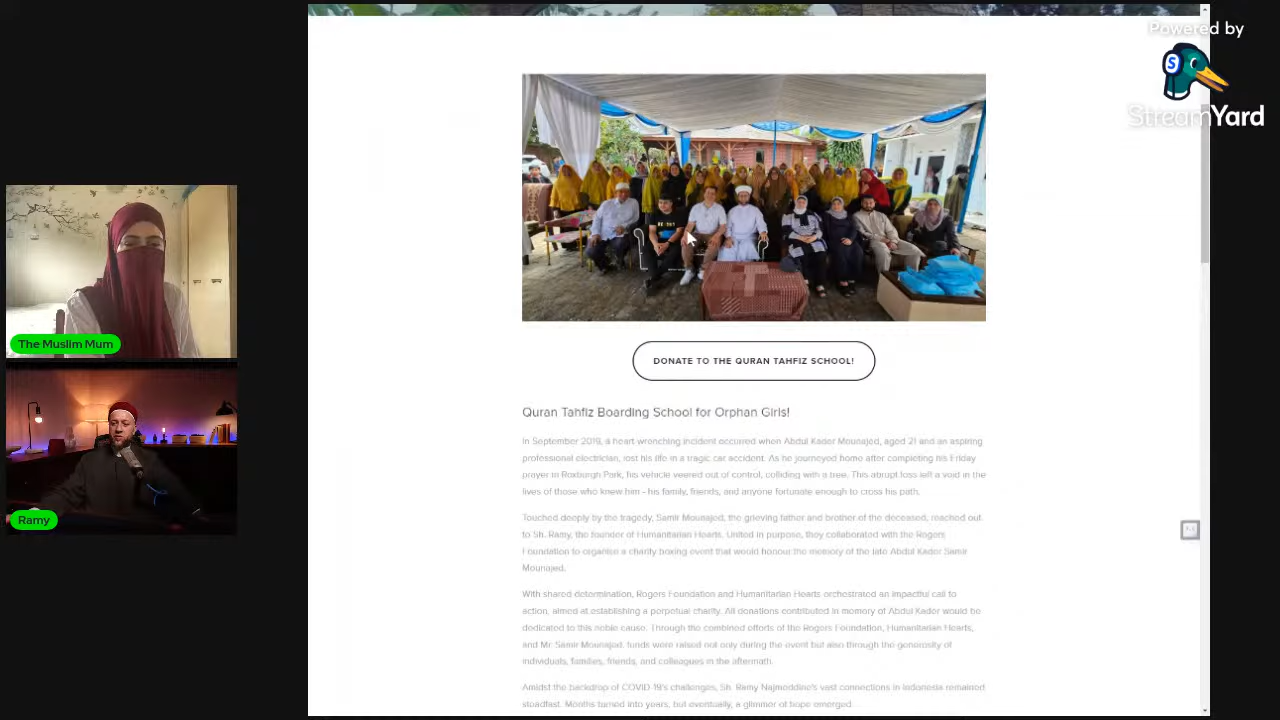 Powered by
StreamYard
The Muslim Mum
Ramy
DONATE TO THE QURAN TAHFIZ SCHOOL!
Quran Tahfiz Boarding School for Orphan Girls!
In September 2019, a heart wrenching incident occurred when Abdul Kader Mounajed, aged 21 and an aspiring
professional electrician, lost his life in a tragic car accident. As he journeyed home after completing his Friday
prayer in Roxburgh Park, his vehicle veered out of control, colliding with a tree. This abrupt loss left a void in the
lives of those who knew him - his family, friends, and anyone fortunate enough to cross his path.
Touched deeply by the tragedy, Samir Mounajed, the grieving father and brother of the deceased, reached out
to Sh. Ramy, the founder of Humanitarian Hearts. United in purpose, they collaborated with the Rogers
Foundation to organise a charity boxing event that would honour the memory of the late Abdul Kader Samir
Mounajed.
With shared determination, Rogers Foundation and Humanitarian Hearts orchestrated an impactful call to
action, aimed at establishing a perpetual charity. All donations contributed in memory of Abdul Kader would be
dedicated to this noble cause. Through the combined efforts of the Rogers Foundation, Humanitarian Hearts,
and Mr. Samir Mounajed, funds were raised not only during the event but also through the generosity of
individuals, families, friends, and colleagues in the aftermath.
Amidst the backdrop of COVID-19's challenges, Sh. Ramy Najmeddine's vast connections in Indonesia remained
steadfast. Months turned into years, but eventually, a glimmer of hope emerged...